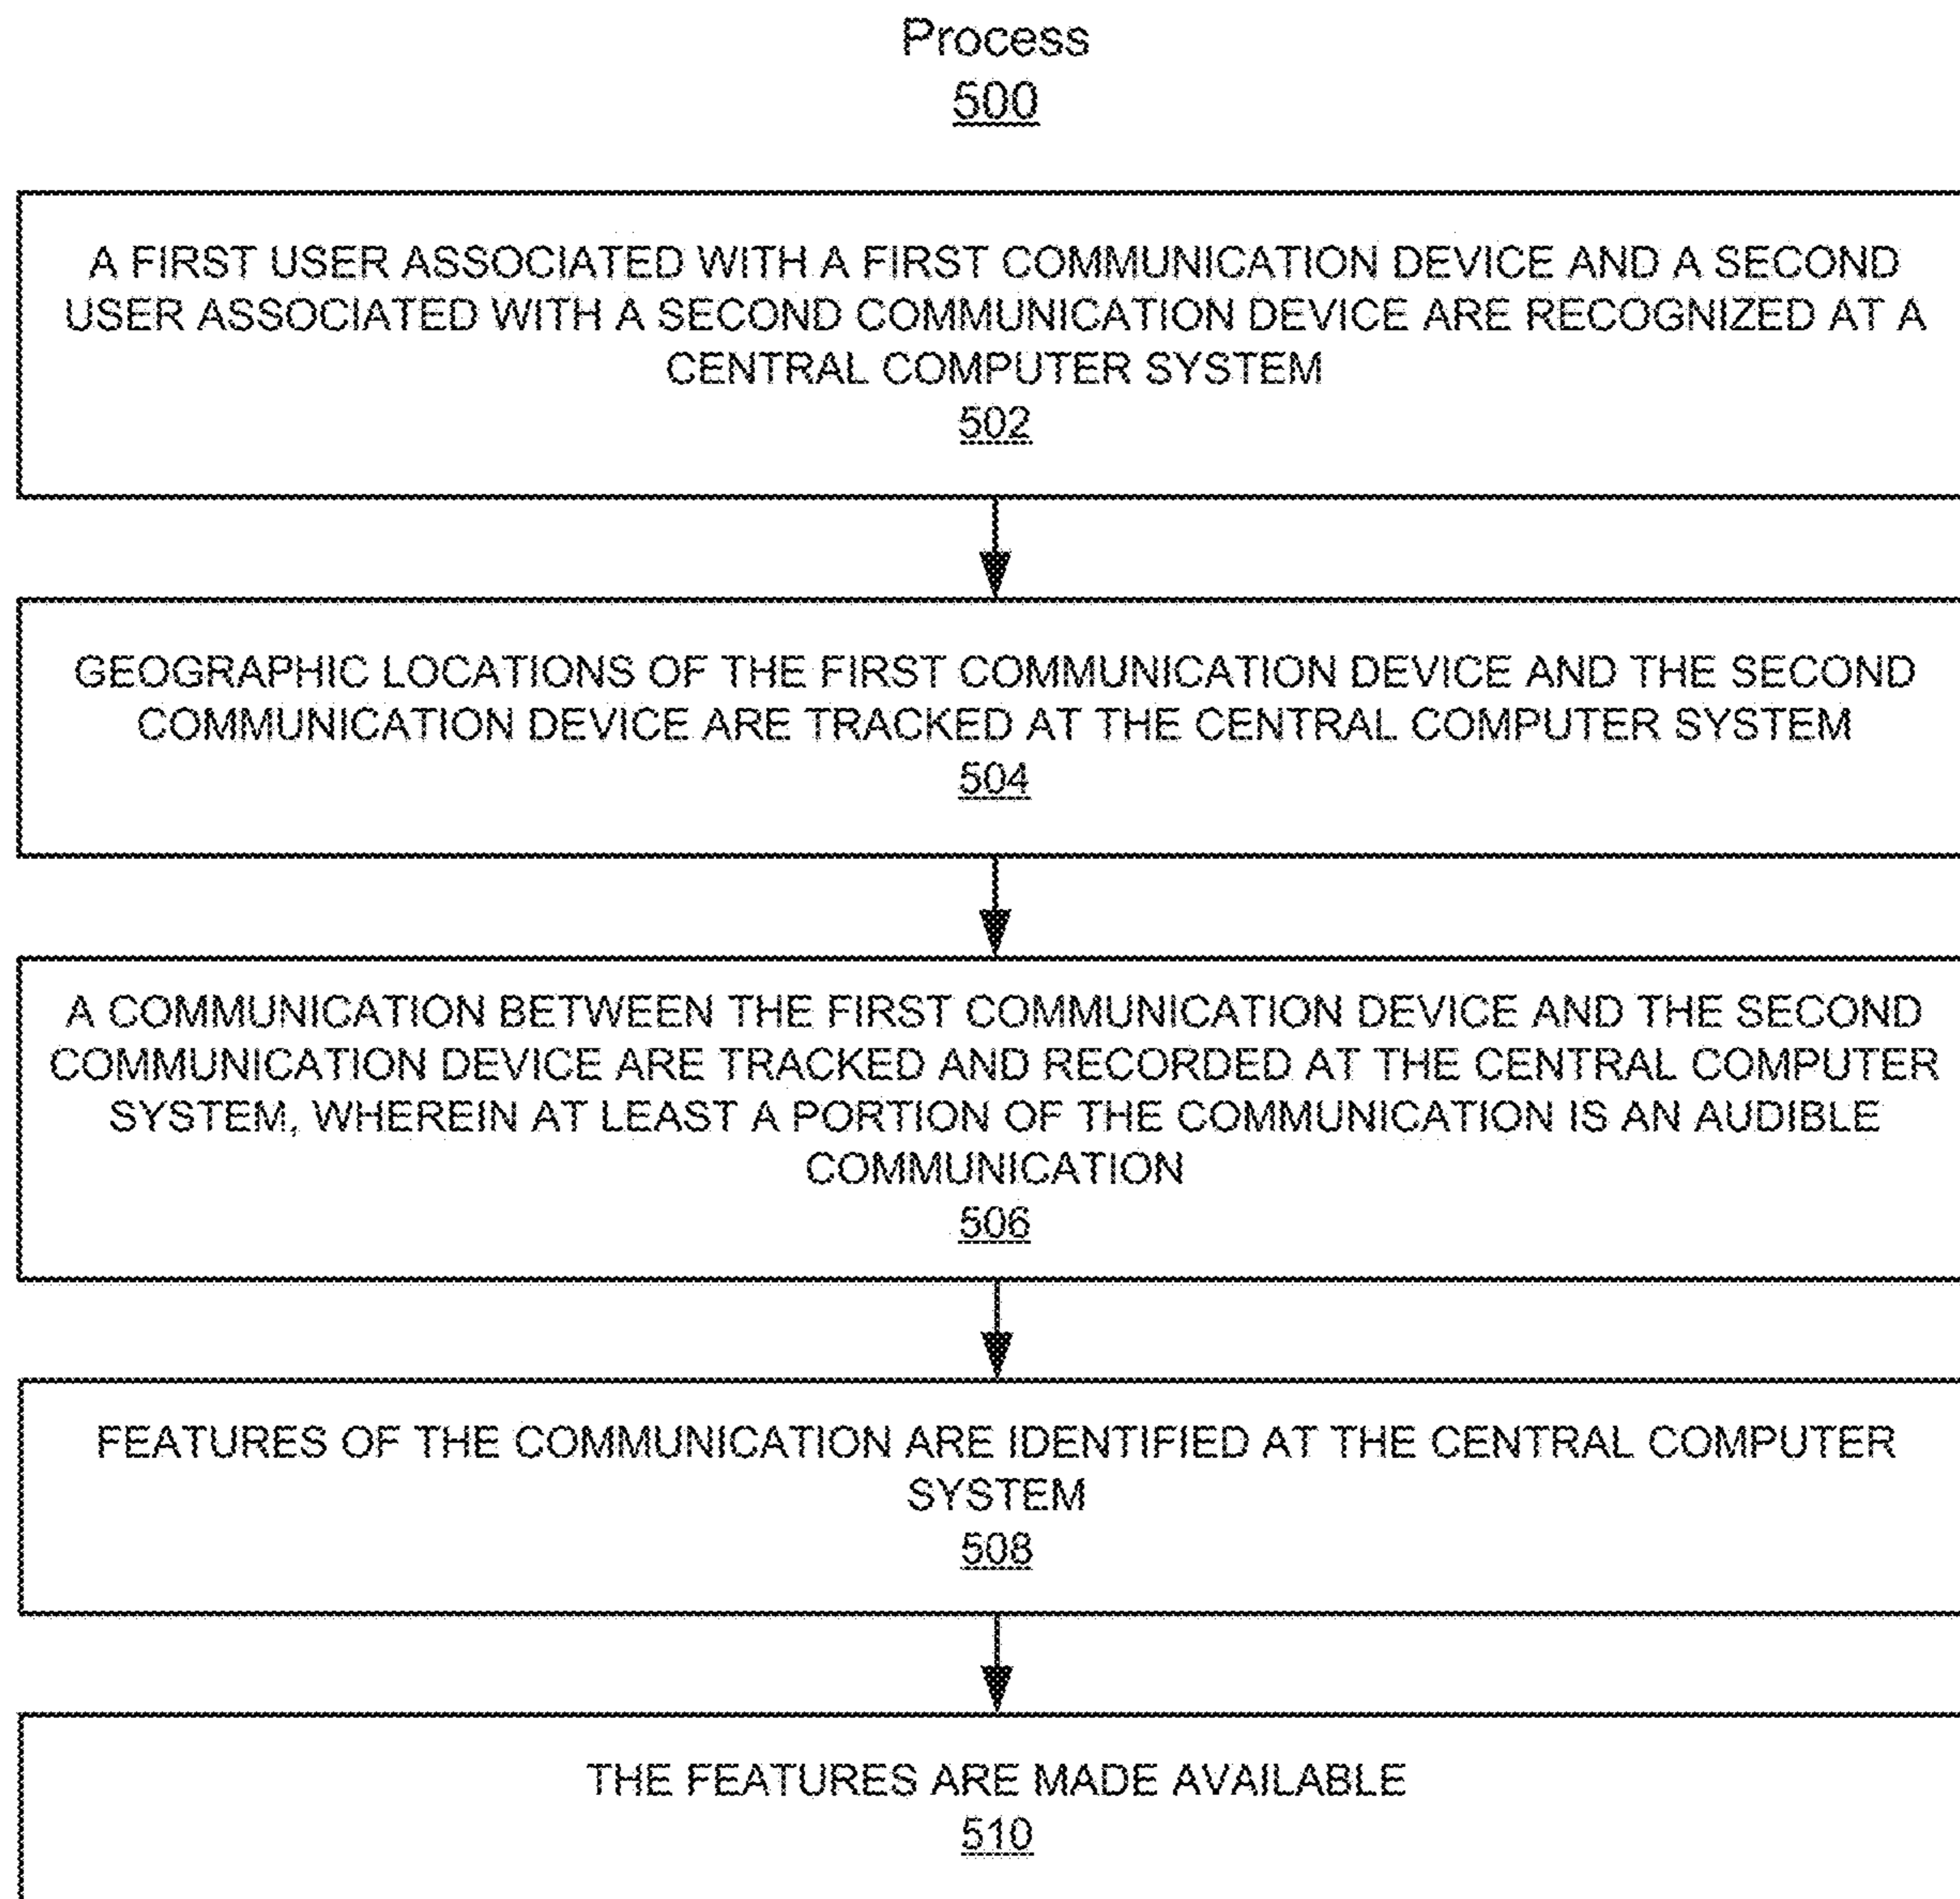 Process
500
A FIRST USER ASSOCIATED WITH A FIRST COMMUNICATION DEVICE AND A SECOND
USER ASSOCIATED WITH A SECOND COMMUNICATION DEVICE ARE RECOGNIZED AT A
CENTRAL COMPUTER SYSTEM
502
GEOGRAPHIC LOCATIONS OF THE FIRST COMMUNICATION DEVICE AND THE SECOND
COMMUNICATION DEVICE ARE TRACKED AT THE CENTRAL COMPUTER SYSTEM
504
A COMMUNICATION BETWEEN THE FIRST COMMUNICATION DEVICE AND THE SECOND
COMMUNICATION DEVICE ARE TRACKED AND RECORDED AT THE CENTRAL COMPUTER
SYSTEM, WHEREIN AT LEAST A PORTION OF THE COMMUNICATION IS AN AUDIBLE
COMMUNICATION
506
FEATURES OF THE COMMUNICATION ARE IDENTIFIED AT THE CENTRAL COMPUTER
SYSTEM
508
THE FEATURES ARE MADE AVAILABLE
510